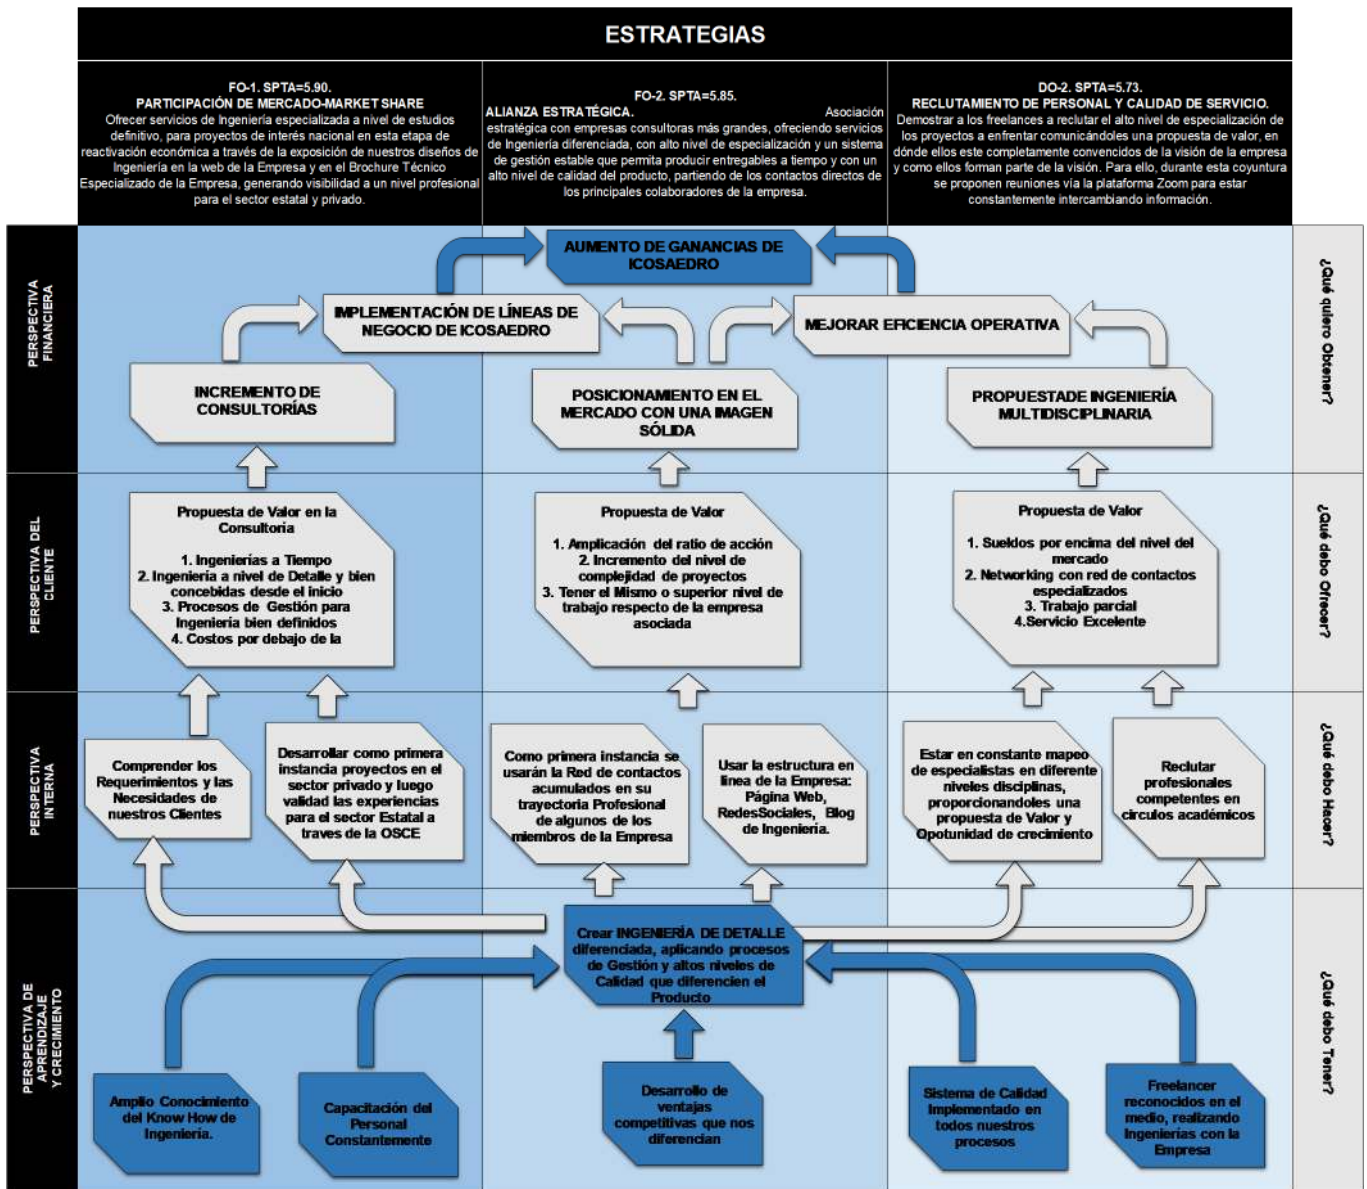 ESTRATEGIAS
FO-1. SPTA=5.90.
PARTICIPACIÓN DE MERCADO-MARKET SHARE
Ofrecer servicios de Ingeniería especializada a nivel de estudios
definitivo, para proyectos de interés nacional en esta etapa de
reactivación económica a través de la exposición de nuestros diseños de
Ingeniería en la web de la Empresa y en el Brochure Técnico
Especializado de la Empresa, generando visibilidad a un nivel profesional
para el sector estatal y privado.
FO-2. SPTA=5.85.
ALIANZA ESTRATÉGICA. Asociación
estratégica con empresas consultoras más grandes, ofreciendo servicios
de Ingeniería diferenciada, con alto nivel de especialización y un sistema
de gestión estable que permita producir entregables a tiempo y con un
alto nivel de calidad del producto, partiendo de los contactos directos de
los principales colaboradores de la empresa.
DO-2. SPTA=5.73.
RECLUTAMIENTO DE PERSONAL Y CALIDAD DE SERVICIO.
Demostrar a los freelances a reclutar el alto nivel de especialización de
los proyectos a enfrentar comunicándoles una propuesta de valor, en
dónde ellos este completamente convencidos de la visión de la empresa
y como ellos forman parte de la visión. Para ello, durante esta coyuntura
se proponen reuniones vía la plataforma Zoom para estar
constantemente intercambiando información.
PERSPECTIVA
FINANCIERA
AUMENTO DE GANANCIAS DE
ICOSAEDRO
IMPLEMENTACIÓN DE LÍNEAS DE
NEGOCIO DE ICOSAEDRO
MEJORAR EFICIENCIA OPERATIVA
INCREMENTO DE
CONSULTORÍAS
POSICIONAMIENTO EN EL
MERCADO CON UNA IMAGEN
SÓLIDA
PROPUESTADE INGENIERÍA
MULTIDISCIPLINARIA
¿Qué quiero Obtener?
PERSPECTIVA DEL
CLIENTE
Propuesta de Valor en la
Consultoría
1. Ingenierías a Tiempo
2. Ingeniería a nivel de Detalle y bien
concebidas desde el inicio
3. Procesos de Gestión para
Ingeniería bien definidos
4. Costos por debajo de la
Propuesta de Valor
1. Amplicación del ratio de acción
2. Incremento del nivel de
complejidad de proyectos
3. Tener el Mismo o superior nivel de
trabajo respecto de la empresa
asociada
Propuesta de Valor
1. Sueldos por encima del nivel del
mercado
2. Networking con red de contactos
especializados
3. Trabajo parcial
4.Servicio Excelente
¿Qué debo Ofrecer?
PERSPECTIVA
INTERNA
Comprender los
Requerimientos y las
Necesidades de
nuestros Clientes
Desarrollar como primera
instancia proyectos en el
sector privado y luego
validad las experiencias
para el sector Estatal a
traves de la OSCE
Como primera instancia se
usarán la Red de contactos
acumulados en su
trayectoria Profesional
de algunos de los
miembros de la Empresa
Usar la estructura en
línea de la Empresa:
Página Web,
RedesSociales, Blog
de Ingeniería.
Estar en constante mapeo
de especialistas en diferente
niveles disciplinas,
proporcionandoles una
propuesta de Valor y
Opotunidad de crecimiento
Reclutar
profesionales
competentes en
circulos académicos
¿Qué debo Hacer?
PERSPECTIVA DE
APRENDIZAJE
Y CRECIMIENTO
Crear INGENIERÍA DE DETALLE
diferenciada, aplicando procesos
de Gestión y altos niveles de
Calidad que diferencien el
Producto
Amplio Conocimiento
del Know How de
Ingeniería.
Capacitación del
Personal
Constantemente
Desarrollo de
ventajas
competitivas que nos
diferencian
Sistema de Calidad
Implementado en
todos nuestros
procesos
Freelancer
reconocidos en el
medio, realizando
Ingenierías con la
Empresa
¿Qué debo Tener?